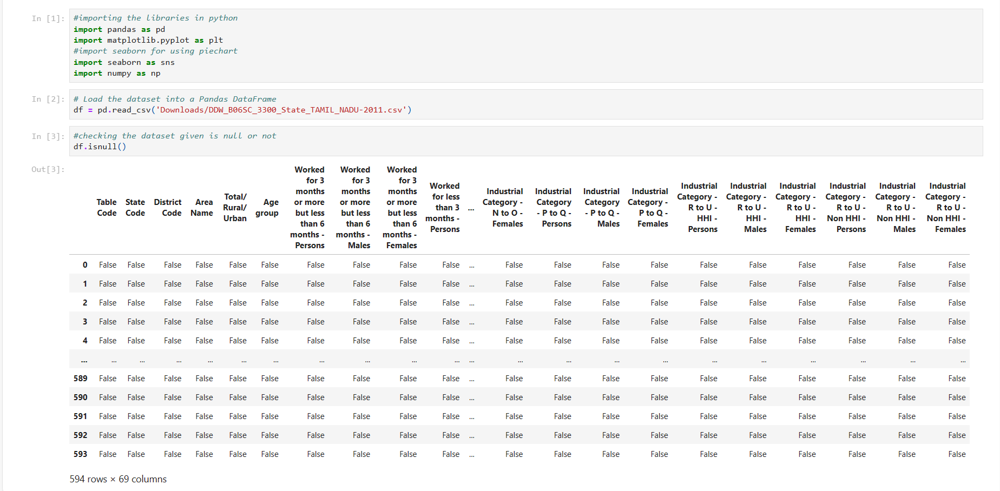 In [1]:
#importing the libraries in python
import pandas as pd
import matplotlib.pyplot as plt
#import seaborn for using piechart
import seaborn as sns
import numpy as np
In [2]:
# Load the dataset into a Pandas DataFrame
df = pd.read_csv('Downloads/DDW_B06SC_3300_State_TAMIL_NADU-2011.csv')
In [3]:
#checking the dataset given is null or not
df.isnull()
Out[3]:
Table
Code
State
Code
District
Code
Area
Name
Total/
Rural/
Urban
Age
group
Worked
for 3
months
or more
but less
than 6
months -
Persons
Worked
for 3
months
or more
but less
than 6
months -
Males
Worked
for 3
months
or more
but less
than 6
months -
Females
Worked
for less
than 3
months -
Persons
...
Industrial
Category -
N to O -
Females
Industrial
Category
- P to Q -
Persons
Industrial
Category
- P to Q -
Males
Industrial
Category -
P to Q -
Females
Industrial
Category -
R to U -
HHI -
Persons
Industrial
Category -
R to U -
HHI -
Males
Industrial
Category -
R to U -
HHI -
Females
Industrial
Category -
R to U -
Non HHI -
Persons
Industrial
Category -
R to U -
Non HHI -
Males
Industrial
Category -
R to U -
Non HHI -
Females
0 False False False False False False False False False False ... False False False False False False False False False False
1 False False False False False False False False False False ... False False False False False False False False False False
2 False False False False False False False False False False ... False False False False False False False False False False
3 False False False False False False False False False False ... False False False False False False False False False False
4 False False False False False False False False False False ... False False False False False False False False False False
... ... ... ... ... ... ... ... ... ... ... ... ... ... ... ... ... ... ... ... ... ... ...
589 False False False False False False False False False False ... False False False False False False False False False False
590 False False False False False False False False False False ... False False False False False False False False False False
591 False False False False False False False False False False ... False False False False False False False False False False
592 False False False False False False False False False False ... False False False False False False False False False False
593 False False False False False False False False False False ... False False False False False False False False False False
594 rows × 69 columns